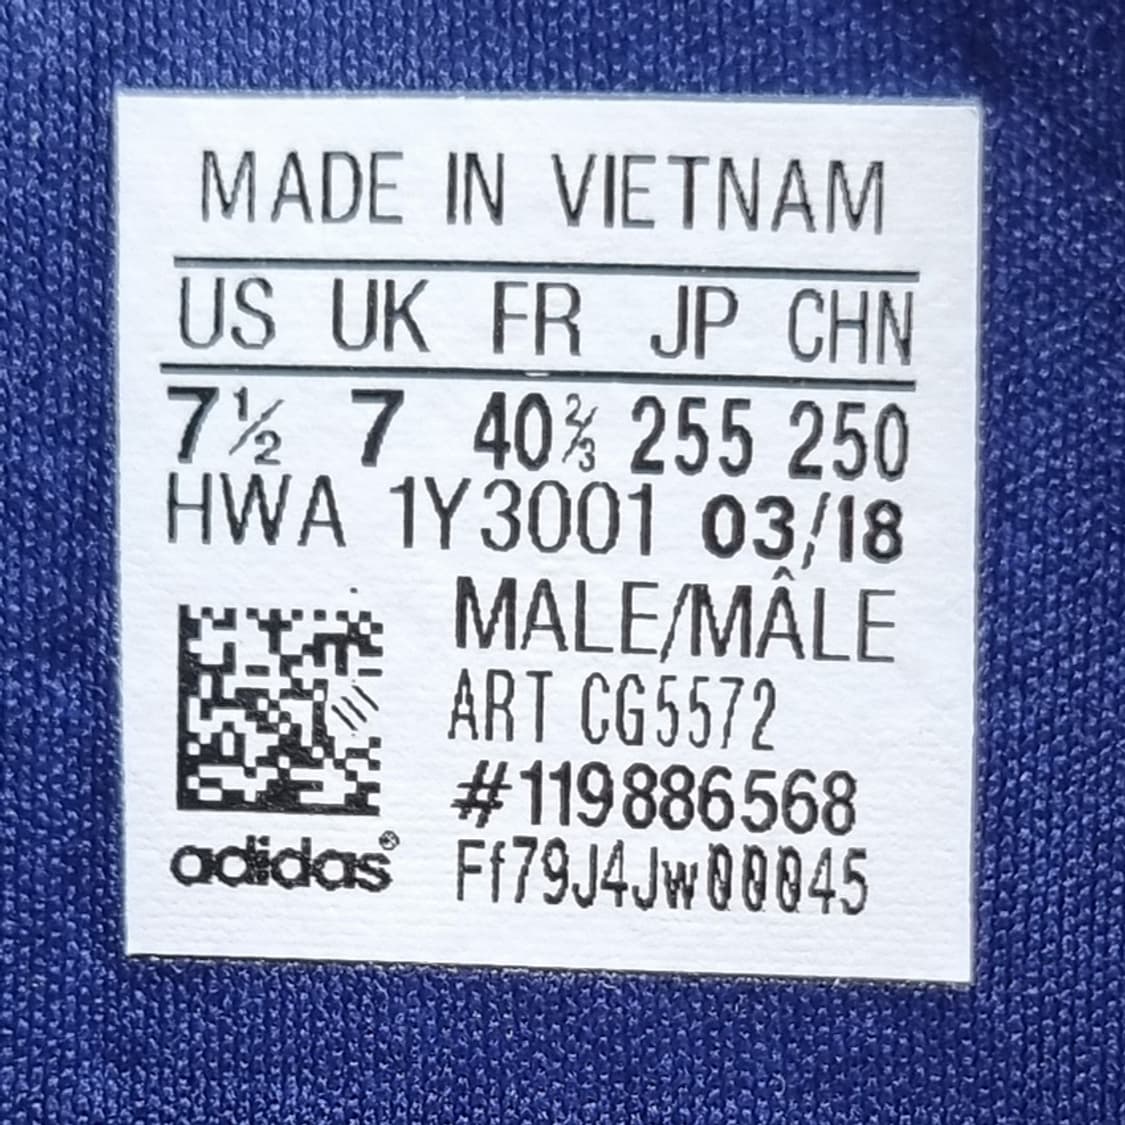 MADE IN VIETNAM
US UK FR JP CHN
7½ 7 40⅔ 255 250
HWA 1Y3001 03/18
MALE/MÂLE
ART CG5572
#119886568
adidas®
Ff79J4Jw00045